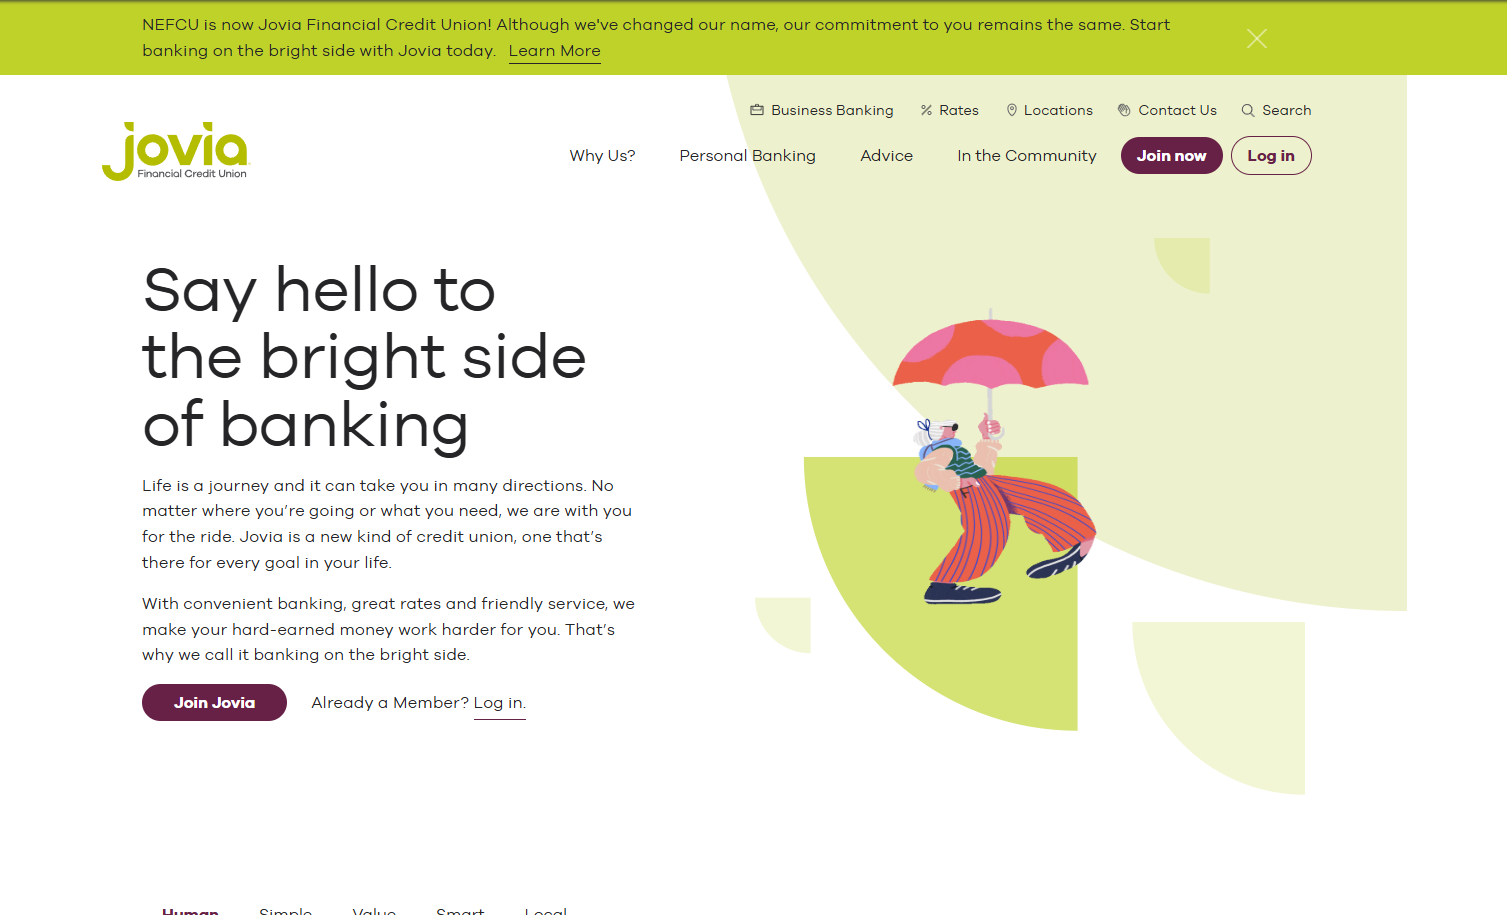 NEFCU is now Jovia Financial Credit Union! Although we've changed our name, our commitment to you remains the same. Start
banking on the bright side with Jovia today. Learn More
Business Banking Rates Locations Contact Us Search
jovia
Financial Credit Union
Why Us? Personal Banking Advice In the Community Join now Log in
Say hello to
the bright side
of banking
Life is a journey and it can take you in many directions. No
matter where you’re going or what you need, we are with you
for the ride. Jovia is a new kind of credit union, one that’s
there for every goal in your life.
With convenient banking, great rates and friendly service, we
make your hard-earned money work harder for you. That’s
why we call it banking on the bright side.
Join Jovia Already a Member? Log in.
Human Simple Value Smart Local